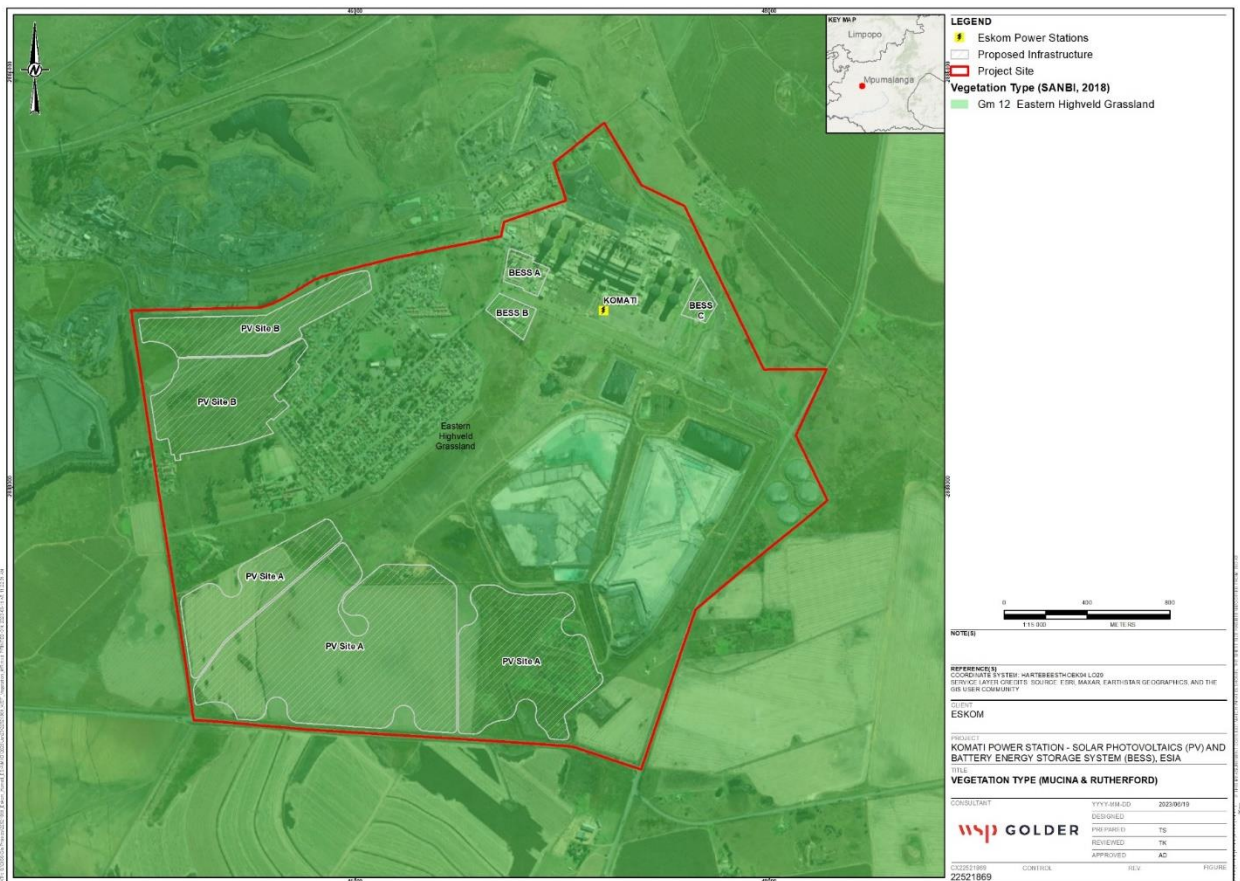 KEY MAP
Limpopo
Mpumalanga
N
BESS A
BESS B
KOMATI
BESS
C
PV Site B
PV Site B
Eastern
Highveld
Grassland
PV Site A
PV Site A
PV Site A
LEGEND
Eskom Power Stations
Proposed Infrastructure
Project Site
Vegetation Type (SANBI, 2018)
Gm 12 Eastern Highveld Grassland
0 400 800
1:15 000 METERS
NOTE(S)
REFERENCE(S)
COORDINATE SYSTEM: HARTEBEESTHOEK94 LO29
SERVICE LAYER CREDITS: SOURCE: ESRI, MAXAR, EARTHSTAR GEOGRAPHICS, AND THE
GIS USER COMMUNITY
CLIENT
ESKOM
PROJECT
KOMATI POWER STATION - SOLAR PHOTOVOLTAICS (PV) AND
BATTERY ENERGY STORAGE SYSTEM (BESS), ESIA
TITLE
VEGETATION TYPE (MUCINA & RUTHERFORD)
CONSULTANT
wsp GOLDER
YYYY-MM-DD
DESIGNED
PREPARED TS
REVIEWED TK
APPROVED AD
CONTROL REV FIGURE
22521869